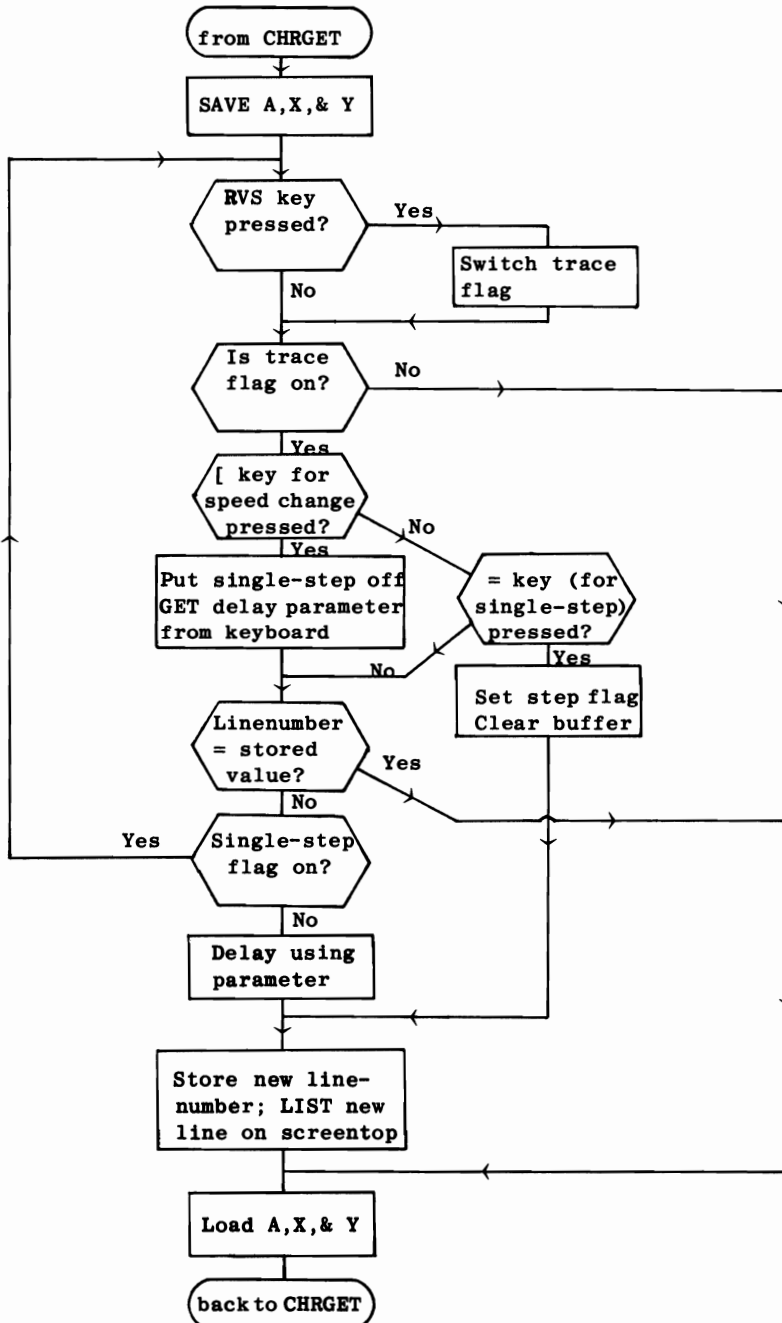 from CHRGET
SAVE A,X,& Y
RVS key
pressed?
Yes
Switch trace
flag
No
Is trace
flag on?
No
Yes
[ key for
speed change
pressed?
No
Yes
Put single-step off
GET delay parameter
from keyboard
= key (for
single-step)
pressed?
No
Yes
Set step flag
Clear buffer
Linenumber
= stored
value?
Yes
No
Single-step
flag on?
Yes
No
Delay using
parameter
Store new line-
number; LIST new
line on screentop
Load A,X,& Y
back to CHRGET